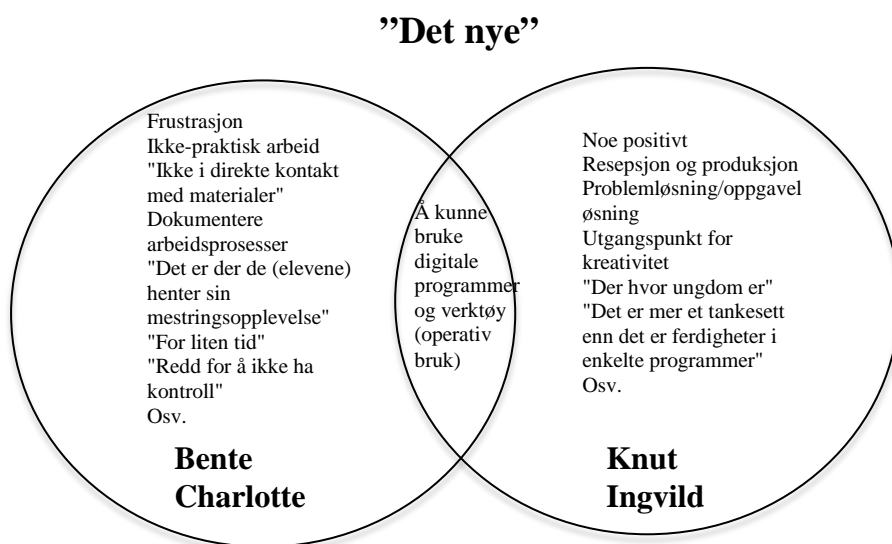 ”Det nye”
Frustrasjon
Ikke-praktisk arbeid
"Ikke i direkte kontakt
med materialer"
Dokumentere
arbeidsprosesser
"Det er der de (elevene)
henter sin
mestringsopplevelse"
"For liten tid"
"Redd for å ikke ha
kontroll"
Osv.
Bente
Charlotte
Å kunne
bruke
digitale
programmer
og verktøy
(operativ
bruk)
Noe positivt
Resepsjon og produksjon
Problemløsning/oppgavel
øsning
Utgangspunkt for
kreativitet
"Der hvor ungdom er"
"Det er mer et tankesett
enn det er ferdigheter i
enkelte programmer"
Osv.
Knut
Ingvild